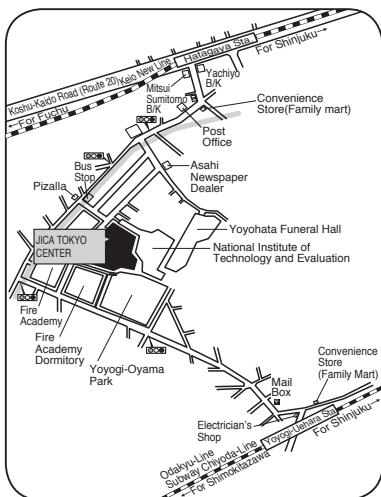 Hatagaya Sta
For Shinjuku
Keio New Line
Koshu-Kaido Road (Route 20)
For Fuchu
Yachiyo
B/K
Mitsui
Sumitomo
B/K
Convenience
Store(Family mart)
Post
Office
Bus
Stop
Asahi
Newspaper
Dealer
Pizalla
Yoyohata Funeral Hall
JICA TOKYO
CENTER
National Institute of
Technology and Evaluation
Fire
Academy
Fire
Academy
Dormitory
Yoyogi-Oyama
Park
Convenience
Store
(Family Mart)
Mail
Box
Electrician's
Shop
Yoyogi-Uehara Sta
For Shinjuku
Odakyu-Line
Subway Chiyoda-Line
For Shimokitazawa